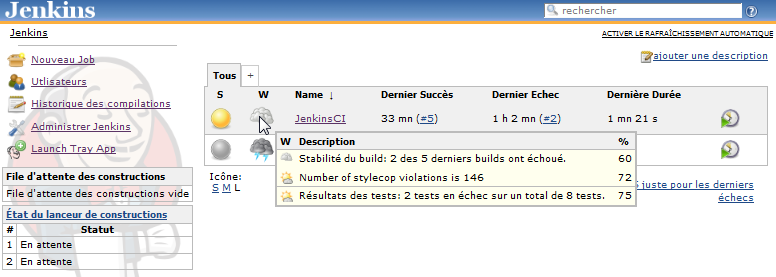 Jenkins
rechercher
Jenkins
ACTIVER LE RAFRAÎCHISSEMENT AUTOMATIQUE
Nouveau Job
Utlisateurs
Historique des compilations
Administrer Jenkins
Launch Tray App
ajouter une description
Tous +
S W Name ↓ Dernier Succès Dernier Echec Dernière Durée
JenkinsCI 33 mn (#5) 1 h 2 mn (#2) 1 mn 21 s
W Description %
Stabilité du build: 2 des 5 derniers builds ont échoué. 60
Number of stylecop violations is 146 72
Résultats des tests: 2 tests en échec sur un total de 8 tests. 75
Icône:
S M L
juste pour les derniers
échecs
File d'attente des constructions
File d'attente des constructions vide
État du lanceur de constructions
# Statut
1 En attente
2 En attente